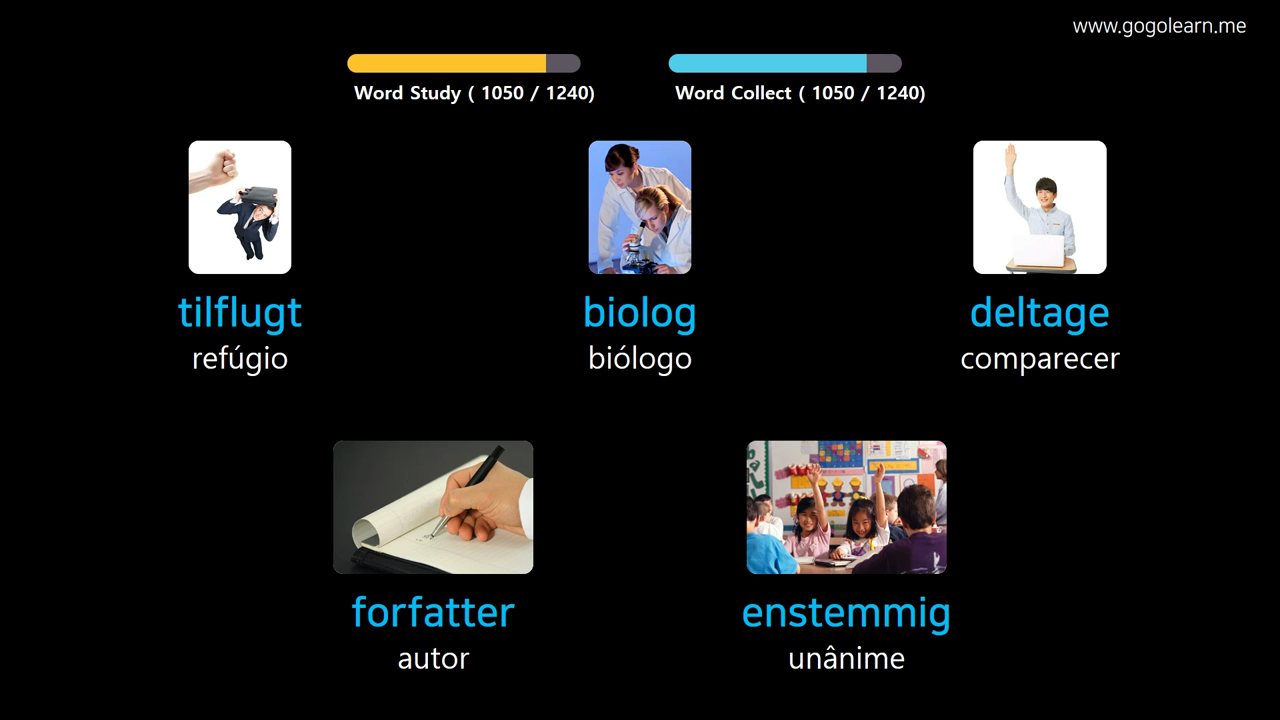 www.gogolearn.me
Word Study ( 1050 / 1240)
Word Collect ( 1050 / 1240)
tilflugt
refúgio
biolog
biólogo
deltage
comparecer
forfatter
autor
enstemmig
unânime